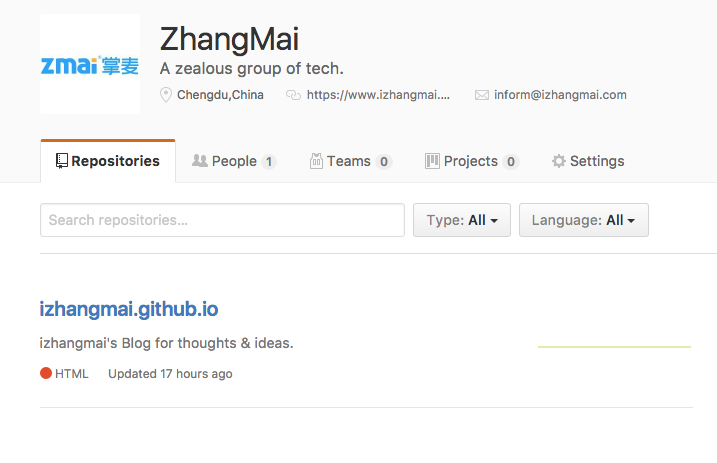 zmai 掌麦
ZhangMai
A zealous group of tech.
Chengdu,China https://www.izhangmai.... inform@izhangmai.com
Repositories People 1 Teams 0 Projects 0 Settings
Search repositories... Type: All Language: All
izhangmai.github.io
izhangmai's Blog for thoughts & ideas.
HTML Updated 17 hours ago